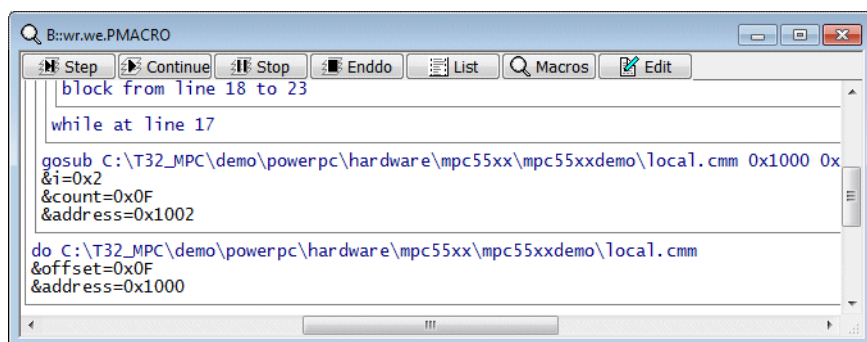 B::wr.we.PMACRO
Step Continue Stop Enddo List Macros Edit
block from line 18 to 23
while at line 17
gosub C:\T32_MPC\demo\powerpc\hardware\mpc55xx\mpc55xxdemo\local.cmm 0x1000 0x
&i=0x2
&count=0x0F
&address=0x1002
do C:\T32_MPC\demo\powerpc\hardware\mpc55xx\mpc55xxdemo\local.cmm
&offset=0x0F
&address=0x1000